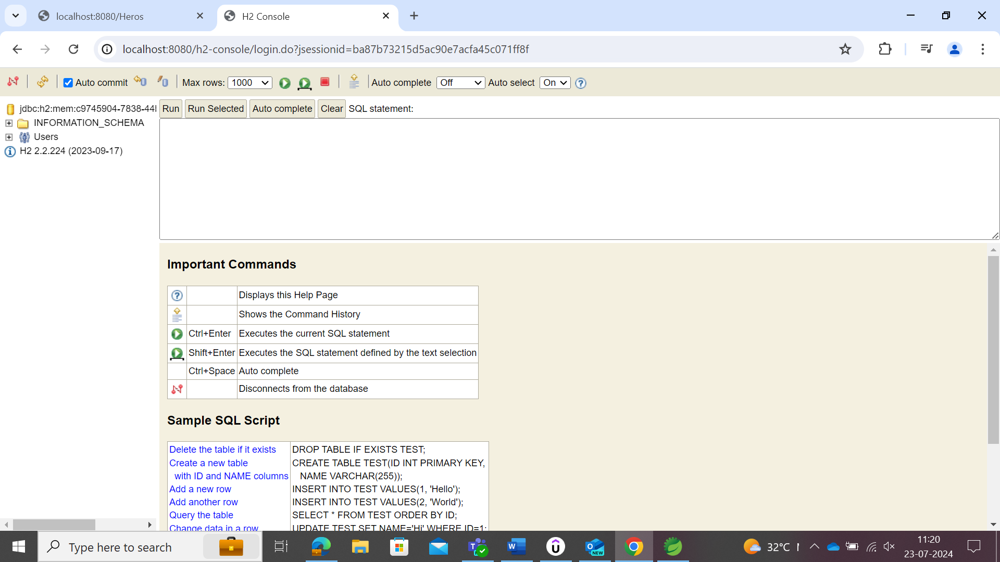 localhost:8080/Heros
H2 Console
localhost:8080/h2-console/login.do?jsessionid=ba87b73215d5ac90e7acfa45c071ff8f
Auto commit
Max rows: 1000
Auto complete Off
Auto select On
jdbc:h2:mem:c9745904-7838-44
INFORMATION_SCHEMA
Users
H2 2.2.224 (2023-09-17)
Run
Run Selected
Auto complete
Clear
SQL statement:
Important Commands
Displays this Help Page
Shows the Command History
Ctrl+Enter Executes the current SQL statement
Shift+Enter Executes the SQL statement defined by the text selection
Ctrl+Space Auto complete
Disconnects from the database
Sample SQL Script
Delete the table if it exists DROP TABLE IF EXISTS TEST;
Create a new table CREATE TABLE TEST(ID INT PRIMARY KEY,
with ID and NAME columns NAME VARCHAR(255));
Add a new row INSERT INTO TEST VALUES(1, 'Hello');
Add another row INSERT INTO TEST VALUES(2, 'World');
Query the table SELECT * FROM TEST ORDER BY ID;
Change data in a row UPDATE TEST SET NAME='Hi' WHERE ID=1;
Type here to search
NEW
32°C
11:20
23-07-2024